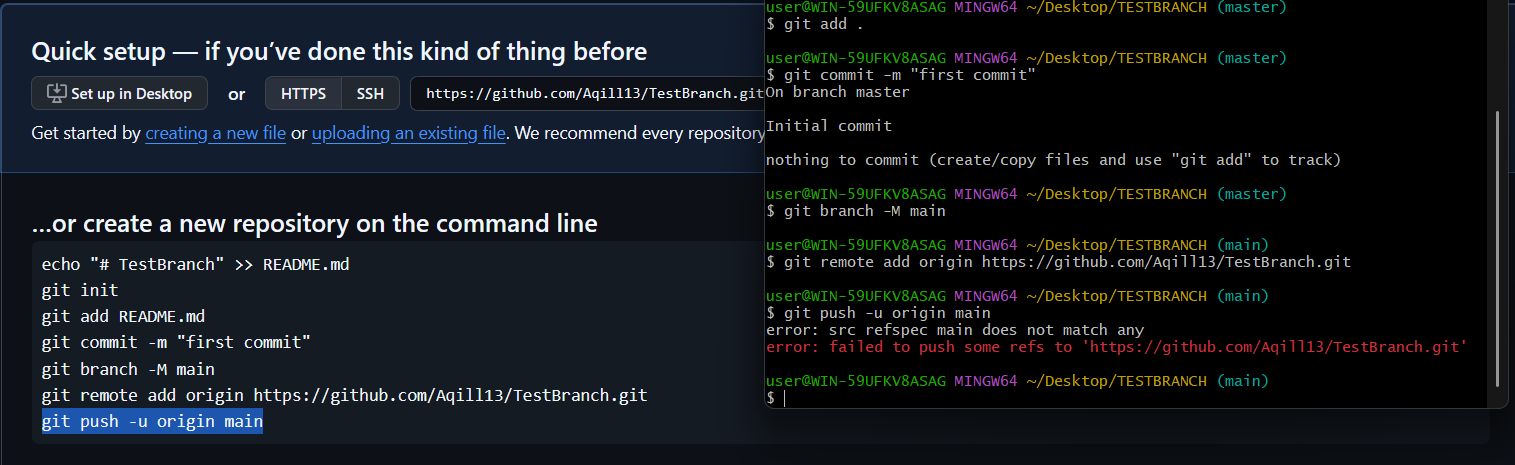 Quick setup — if you’ve done this kind of thing before
Set up in Desktop
or
HTTPS
SSH
https://github.com/Aqill13/TestBranch.git
Get started by creating a new file or uploading an existing file. We recommend every repository
...or create a new repository on the command line
echo "# TestBranch" >> README.md
git init
git add README.md
git commit -m "first commit"
git branch -M main
git remote add origin https://github.com/Aqill13/TestBranch.git
git push -u origin main
user@WIN-59UFKV8ASAG MINGW64 ~/Desktop/TESTBRANCH (master)
$ git add .
user@WIN-59UFKV8ASAG MINGW64 ~/Desktop/TESTBRANCH (master)
$ git commit -m "first commit"
On branch master
Initial commit
nothing to commit (create/copy files and use "git add" to track)
user@WIN-59UFKV8ASAG MINGW64 ~/Desktop/TESTBRANCH (master)
$ git branch -M main
user@WIN-59UFKV8ASAG MINGW64 ~/Desktop/TESTBRANCH (main)
$ git remote add origin https://github.com/Aqill13/TestBranch.git
user@WIN-59UFKV8ASAG MINGW64 ~/Desktop/TESTBRANCH (main)
$ git push -u origin main
error: src refspec main does not match any
error: failed to push some refs to 'https://github.com/Aqill13/TestBranch.git'
user@WIN-59UFKV8ASAG MINGW64 ~/Desktop/TESTBRANCH (main)
$